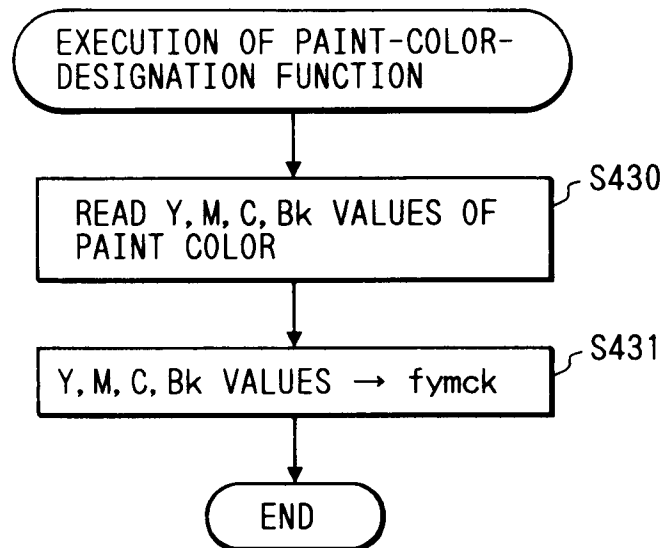 EXECUTION OF PAINT-COLOR-
DESIGNATION FUNCTION
S430
READ Y, M, C, Bk VALUES OF
PAINT COLOR
S431
Y, M, C, Bk VALUES → fymck
END